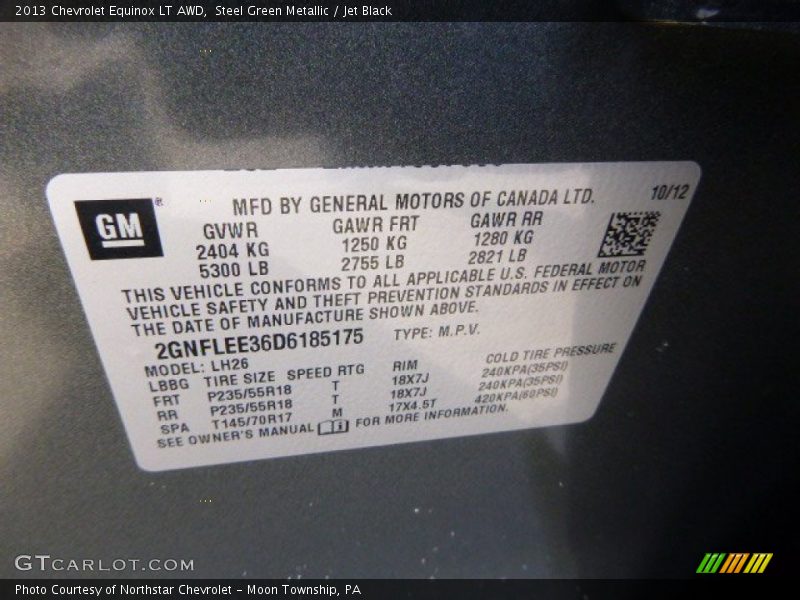 2013 Chevrolet Equinox LT AWD, Steel Green Metallic / Jet Black
GM®
MFD BY GENERAL MOTORS OF CANADA LTD. 10/12
GVWR GAWR FRT GAWR RR
2404 KG 1250 KG 1280 KG
5300 LB 2755 LB 2821 LB
THIS VEHICLE CONFORMS TO ALL APPLICABLE U.S. FEDERAL MOTOR
VEHICLE SAFETY AND THEFT PREVENTION STANDARDS IN EFFECT ON
THE DATE OF MANUFACTURE SHOWN ABOVE.
2GNFLEE36D6185175 TYPE: M.P.V.
MODEL: LH26
LBBG TIRE SIZE SPEED RTG RIM COLD TIRE PRESSURE
FRT P235/55R18 T 18X7J 240KPA(35PSI)
RR P235/55R18 T 18X7J 240KPA(35PSI)
SPA T145/70R17 M 17X4.5T 420KPA(60PSI)
SEE OWNER'S MANUAL FOR MORE INFORMATION.
GTCARLOT.COM
Photo Courtesy of Northstar Chevrolet - Moon Township, PA